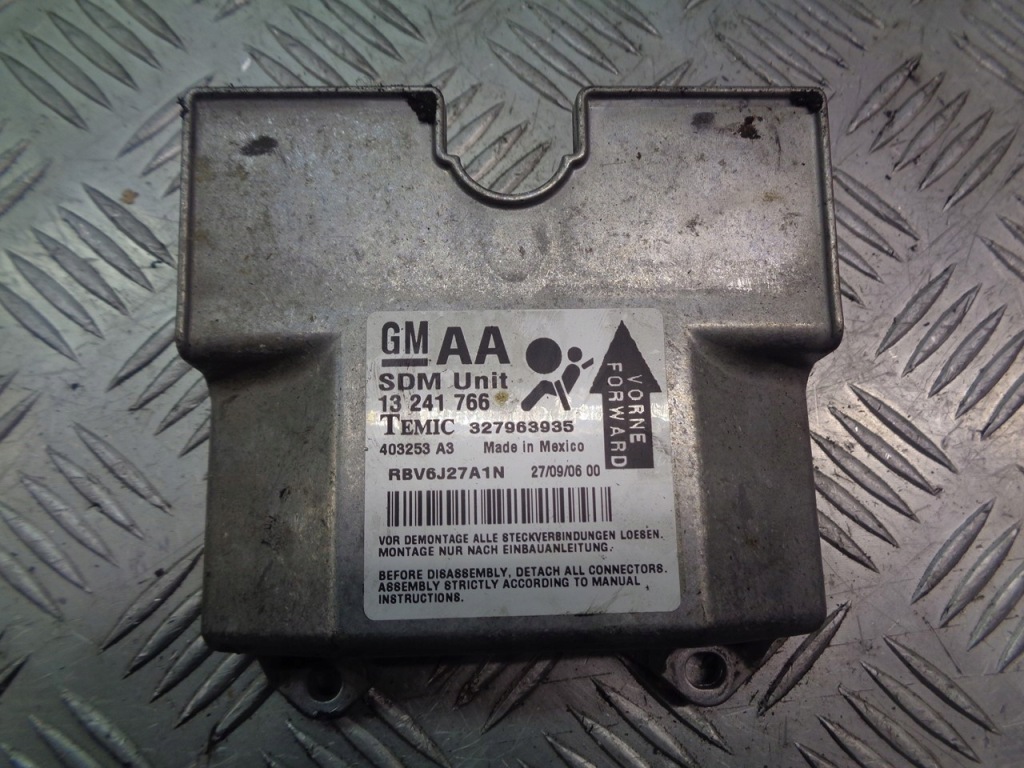 GM AA
SDM Unit
13 241 766
TEMIC 327963935
403253 A3 Made in Mexico
RBV6J27A1N 27/09/06 00
VORNE
FORWARD
VOR DEMONTAGE ALLE STECKVERBINDUNGEN LOESEN.
MONTAGE NUR NACH EINBAUANLEITUNG.
BEFORE DISASSEMBLY, DETACH ALL CONNECTORS.
ASSEMBLY STRICTLY ACCORDING TO MANUAL
INSTRUCTIONS.